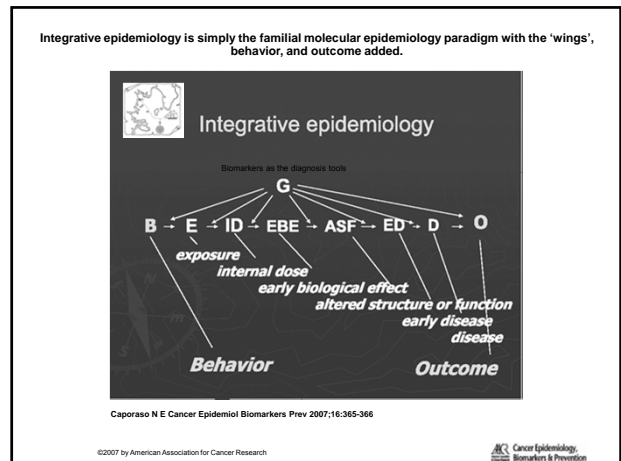 Integrative epidemiology is simply the familial molecular epidemiology paradigm with the ‘wings’,
behavior, and outcome added.
Integrative epidemiology
Biomarkers as the diagnosis tools
G
B E ID EBE ASF ED D O
exposure
internal dose
early biological effect
altered structure or function
early disease
disease
Behavior
Outcome
Caporaso N E Cancer Epidemiol Biomarkers Prev 2007;16:365-366
©2007 by American Association for Cancer Research
Cancer Epidemiology,
Biomarkers & Prevention